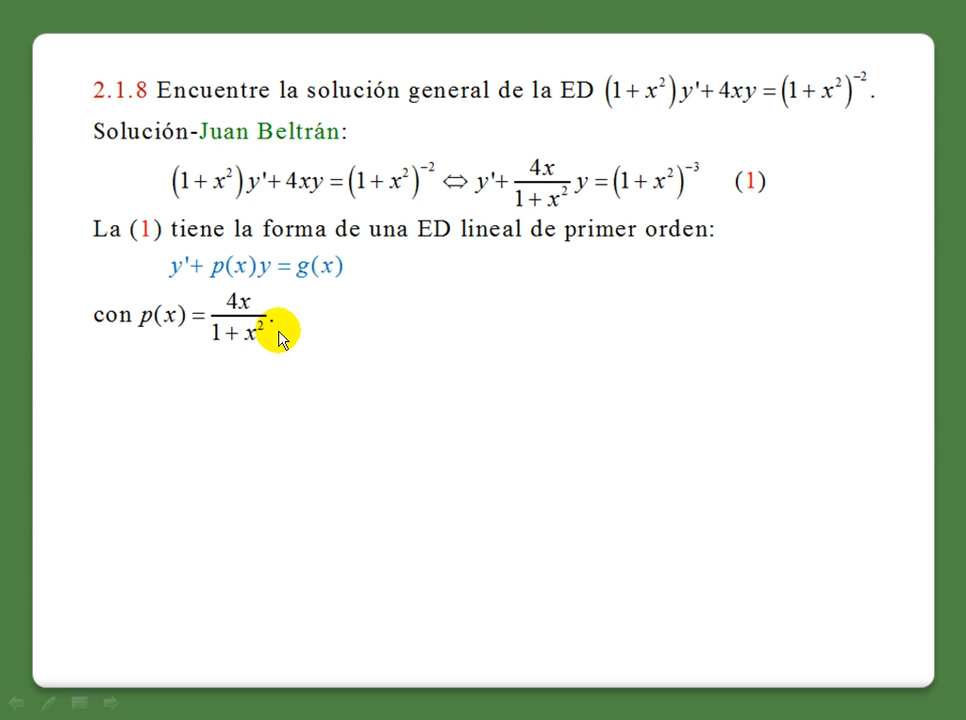 2.1.8 Encuentre la solución general de la ED (1+x²)y'+4xy=(1+x²)⁻².
Solución-Juan Beltrán:
(1+x²)y'+4xy=(1+x²)⁻² ⇔ y'+ 4x/(1+x²) y=(1+x²)⁻³ (1)
La (1) tiene la forma de una ED lineal de primer orden:
y'+ p(x)y=g(x)
con p(x)= 4x/(1+x²).